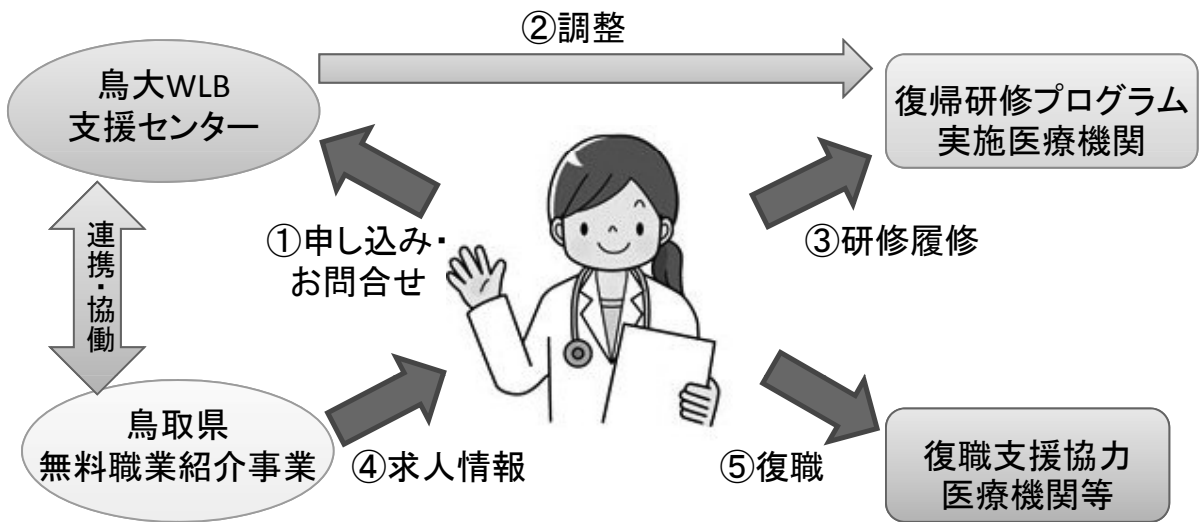 ②調整
鳥大WLB
支援センター
復帰研修プログラム
実施医療機関
①申し込み・
お問合せ
③研修履修
連携・協働
鳥取県
無料職業紹介事業
④求人情報
⑤復職
復職支援協力
医療機関等